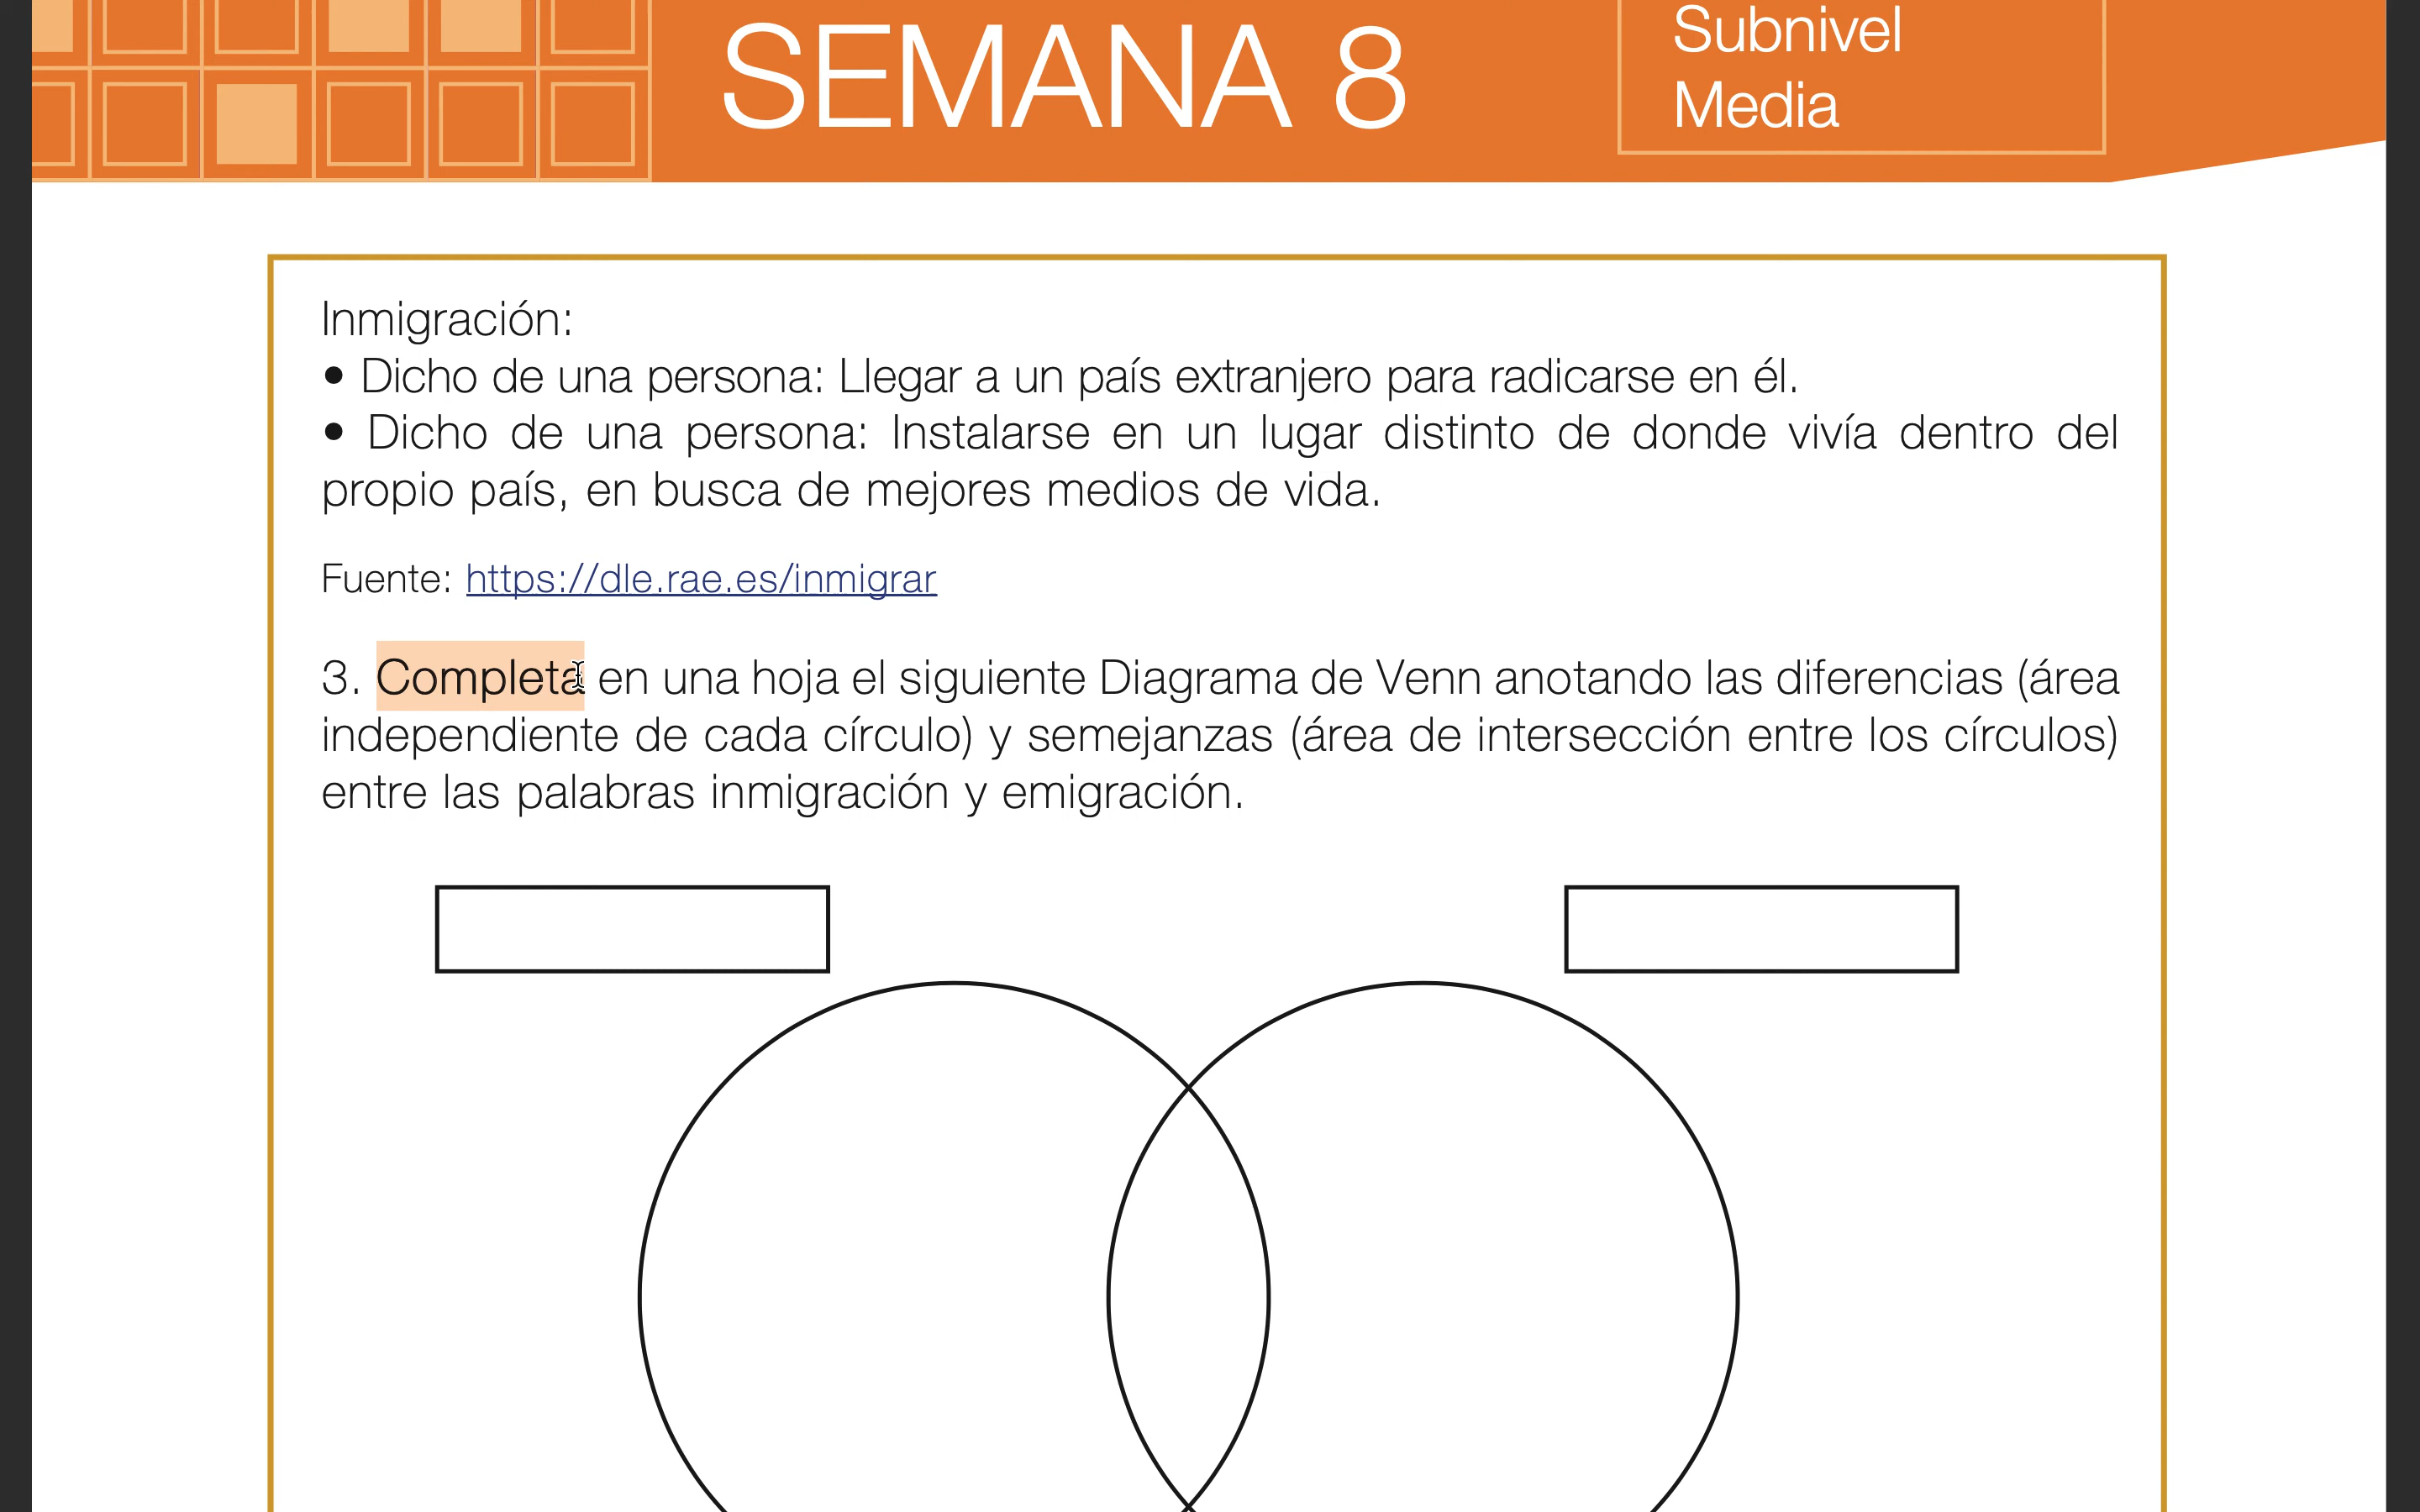 SEMANA 8
Subnivel
Media
Inmigración:
• Dicho de una persona: Llegar a un país extranjero para radicarse en él.
• Dicho de una persona: Instalarse en un lugar distinto de donde vivía dentro del
propio país, en busca de mejores medios de vida.
Fuente: https://dle.rae.es/inmigrar
3. Completa en una hoja el siguiente Diagrama de Venn anotando las diferencias (área
independiente de cada círculo) y semejanzas (área de intersección entre los círculos)
entre las palabras inmigración y emigración.